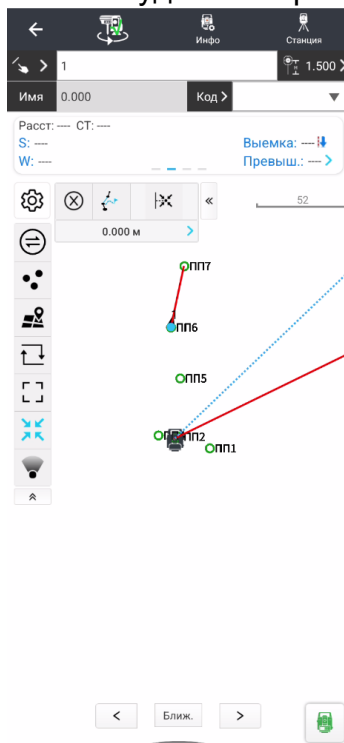 Инфо
Станция
1
1.500
Имя
0.000
Код
Расст: ---- СТ: ----
S: ----
Выемка: ----
W: ----
Превыш.: ----
52
0.000 м
ПП7
ПП6
ПП5
ПП2
ПП1
Ближ.